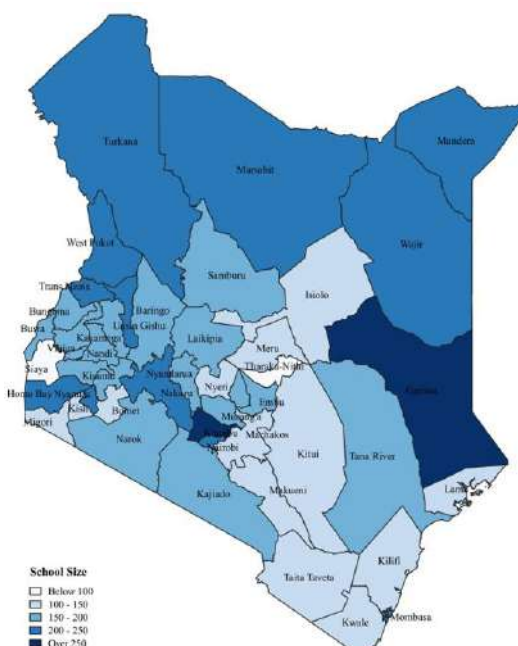 Turkana
Mandera
Marsabit
Wajir
West Pokot
Samburu
Trans Nzoia
Isiolo
Baringo
Bungoma
Uasin Gishu
Busia
Kakamega
Laikipia
Meru
Vihiga
Nandi
Siaya
Tharaka-Nithi
Garissa
Kisumu
Nyandarua
Nyeri
Embu
Homa Bay
Nyamira
Nakuru
Kisii
Bomet
Muranga
Migori
Kiambu
Machakos
Nairobi
Kitui
Narok
Tana River
Lamu
Kajiado
Makueni
Kilifi
Taita Taveta
School Size
Below 100
100 - 150
150 - 200
200 - 250
Over 250
Mombasa
Kwale